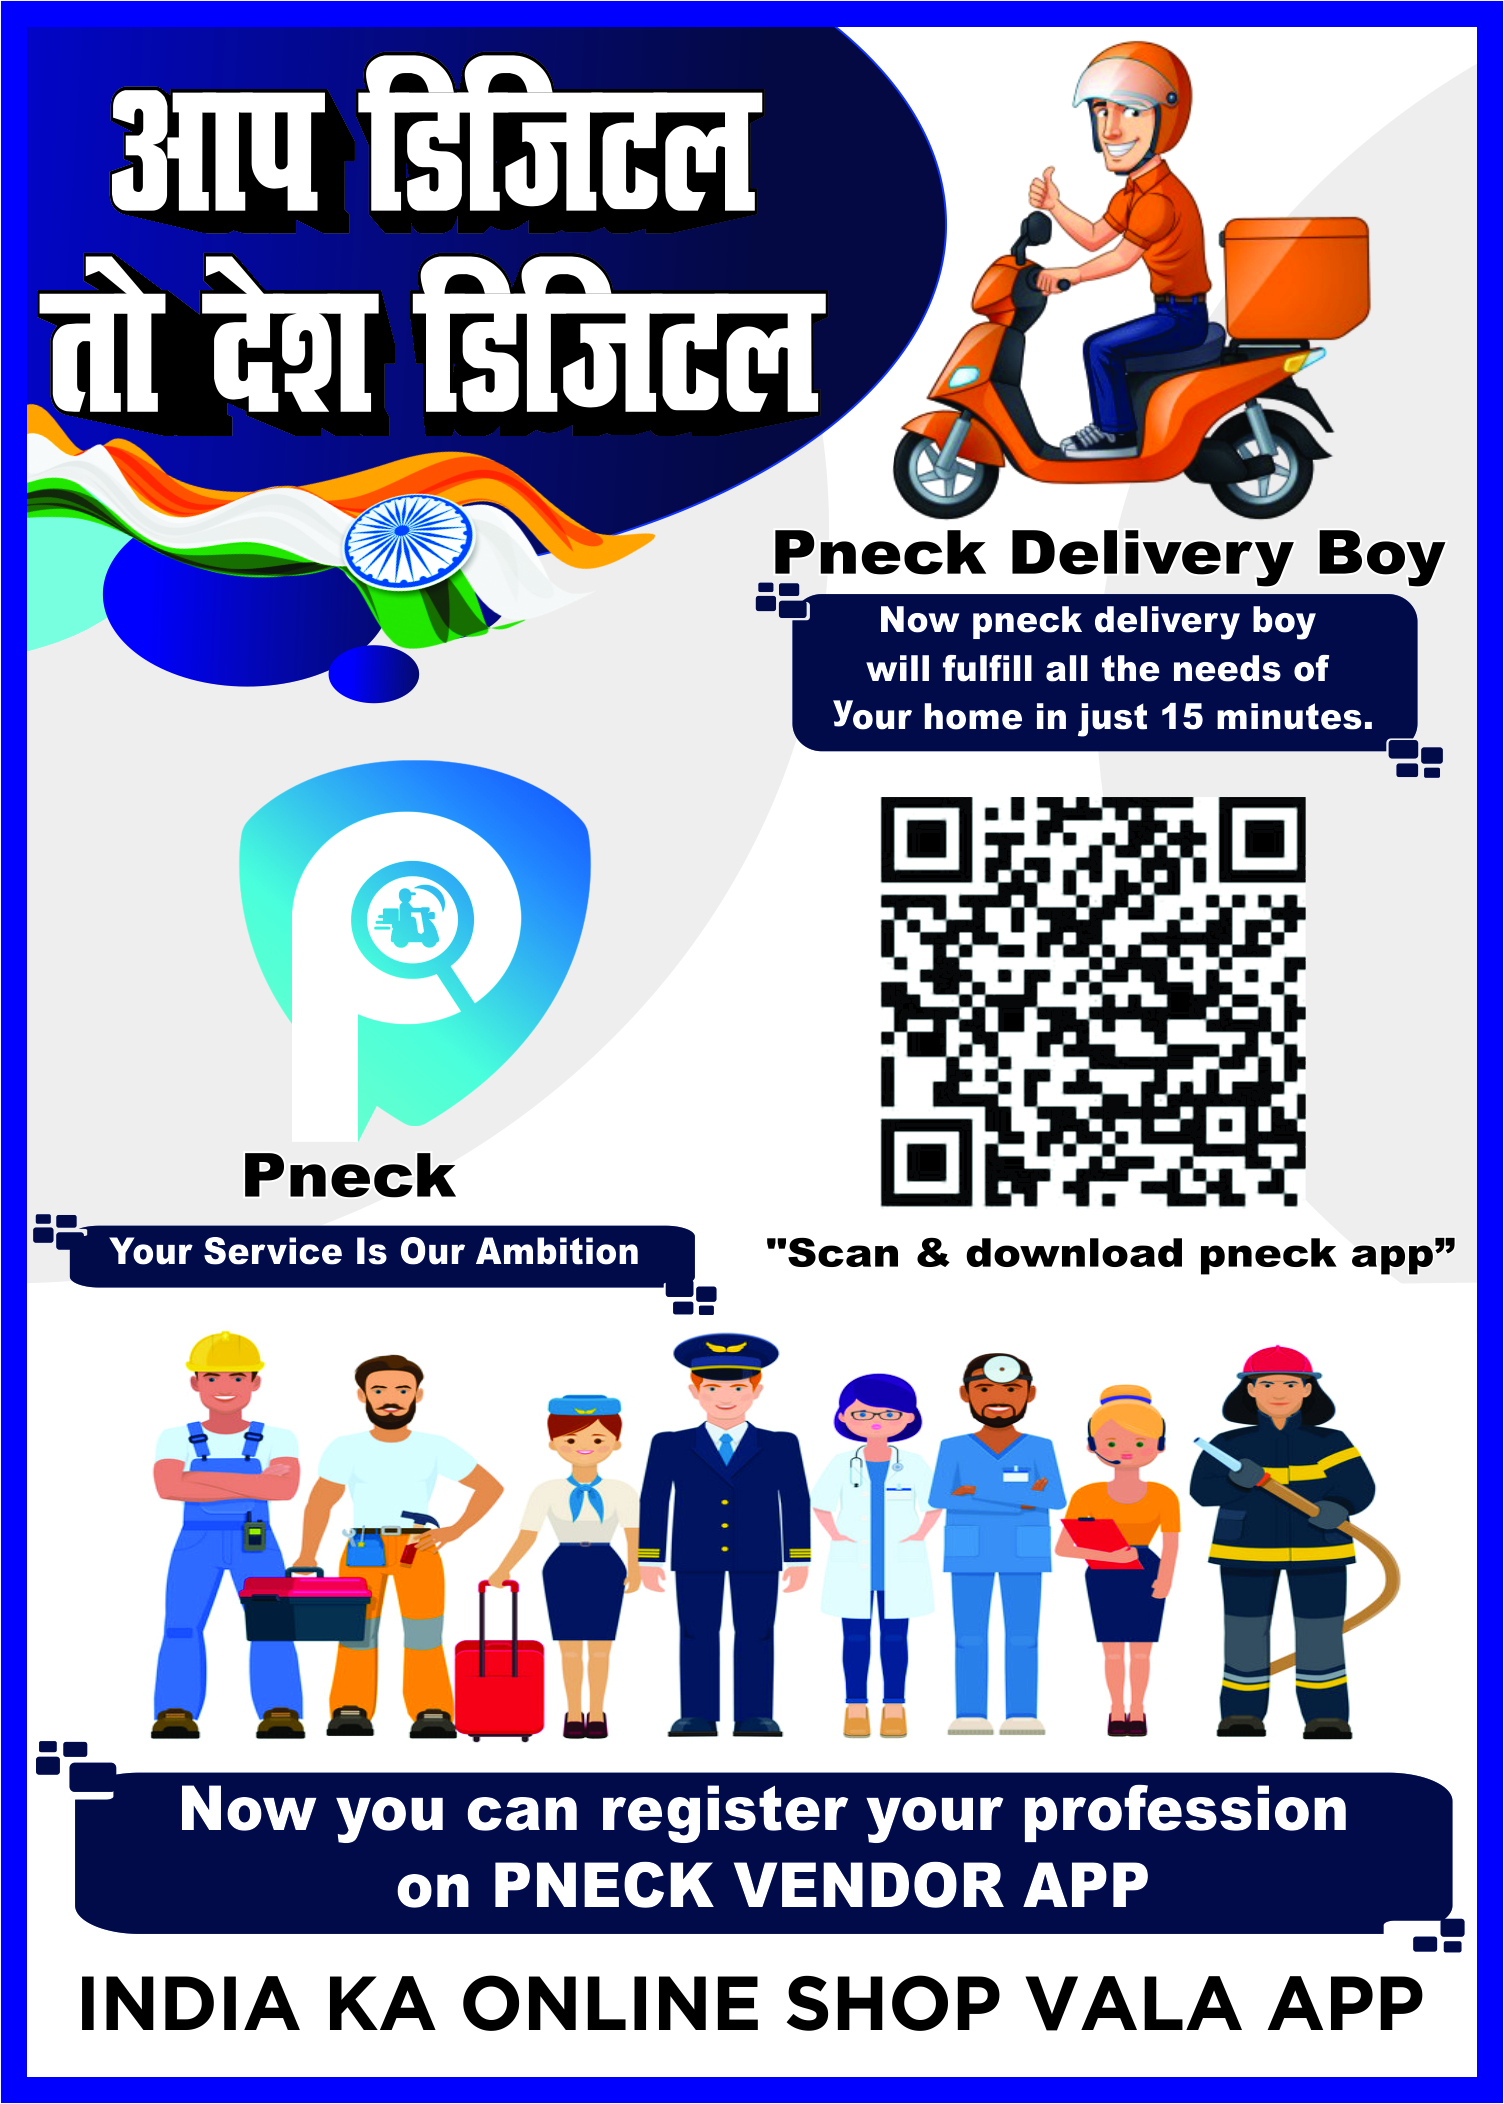 आप डिजिटल
तो देश डिजिटल
Pneck Delivery Boy
Now pneck delivery boy
will fulfill all the needs of
your home in just 15 minutes.
Pneck
Your Service Is Our Ambition
"Scan & download pneck app”
Now you can register your profession
on PNECK VENDOR APP
INDIA KA ONLINE SHOP VALA APP